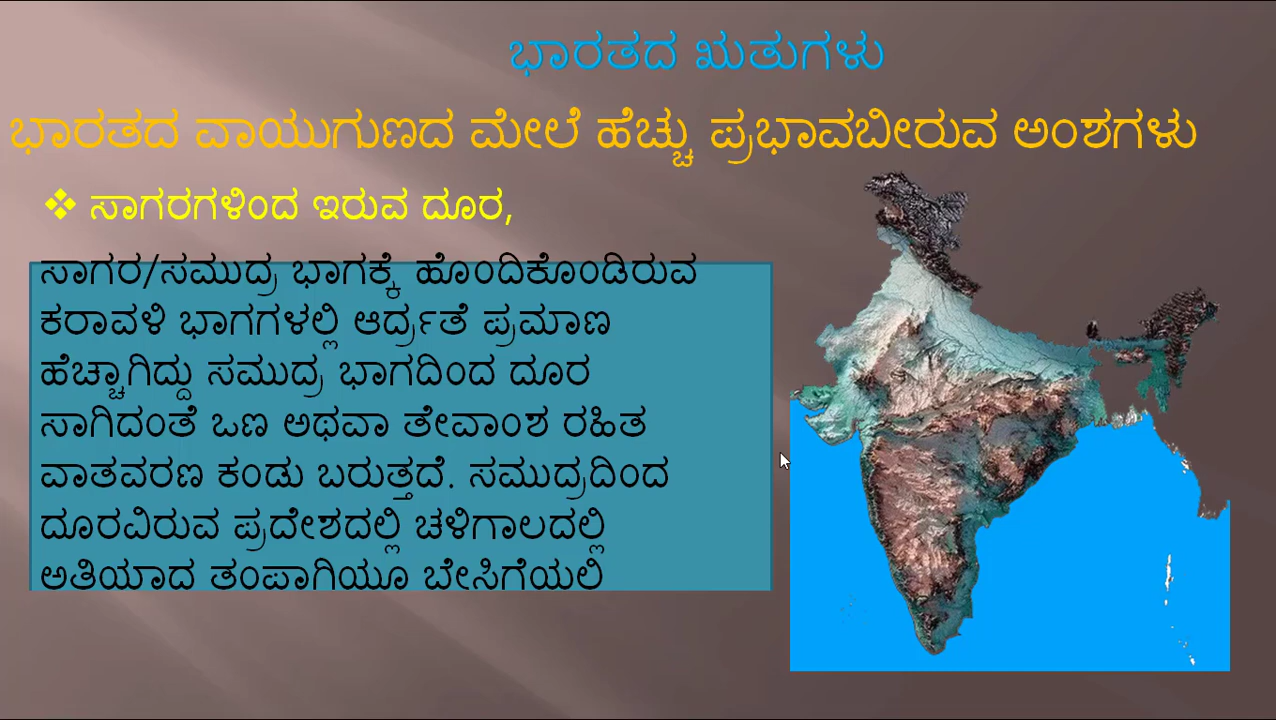 ಭಾರತದ ಋತುಗಳು
ಭಾರತದ ವಾಯುಗುಣದ ಮೇಲೆ ಹೆಚ್ಚು ಪ್ರಭಾವಬೀರುವ ಅಂಶಗಳು
❖ ಸಾಗರಗಳಿಂದ ಇರುವ ದೂರ,
ಸಾಗರ/ಸಮುದ್ರ ಭಾಗಕ್ಕೆ ಹೊಂದಿಕೊಂಡಿರುವ
ಕರಾವಳಿ ಭಾಗಗಳಲ್ಲಿ ಆರ್ದ್ರತೆ ಪ್ರಮಾಣ
ಹೆಚ್ಚಾಗಿದ್ದು ಸಮುದ್ರ ಭಾಗದಿಂದ ದೂರ
ಸಾಗಿದಂತೆ ಒಣ ಅಥವಾ ತೇವಾಂಶ ರಹಿತ
ವಾತವರಣ ಕಂಡು ಬರುತ್ತದೆ. ಸಮುದ್ರದಿಂದ
ದೂರವಿರುವ ಪ್ರದೇಶದಲ್ಲಿ ಚಳಿಗಾಲದಲ್ಲಿ
ಅತಿಯಾದ ತಂಪಾಗಿಯೂ ಬೇಸಿಗೆಯಲ್ಲಿ